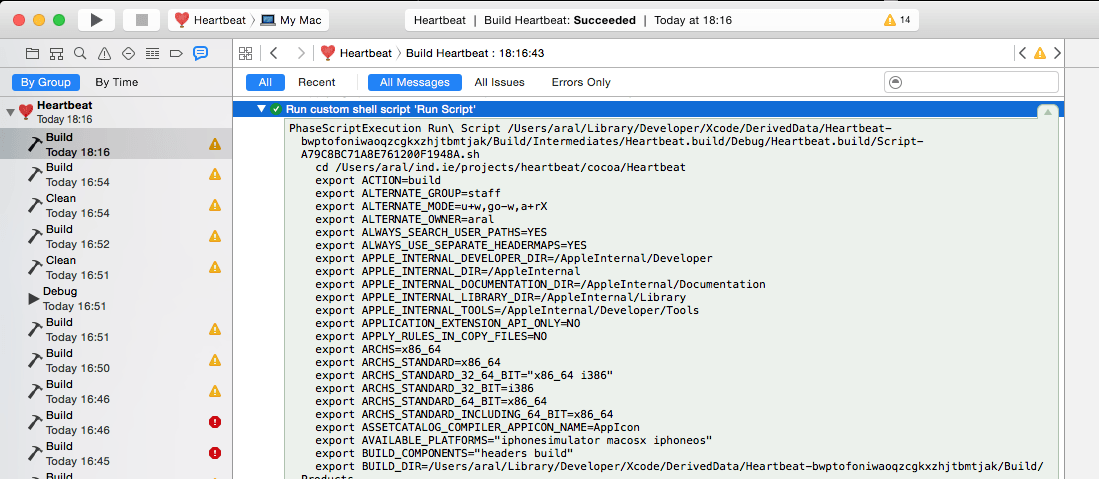 Heartbeat 〉 My Mac
Heartbeat | Build Heartbeat: Succeeded | Today at 18:16
14
Heartbeat 〉 Build Heartbeat : 18:16:43
By Group
By Time
All
Recent
All Messages
All Issues
Errors Only
Heartbeat
Today 18:16
Build
Today 18:16
Build
Today 16:54
Clean
Today 16:54
Build
Today 16:52
Clean
Today 16:51
Debug
Today 16:51
Build
Today 16:51
Build
Today 16:50
Build
Today 16:46
Build
Today 16:46
Build
Today 16:45
Build
Run custom shell script 'Run Script'
PhaseScriptExecution Run\ Script /Users/aral/Library/Developer/Xcode/DerivedData/Heartbeat-
bwptofoniwaoqzcgkxzhjtbmtjak/Build/Intermediates/Heartbeat.build/Debug/Heartbeat.build/Script-
A79C8BC71A8E761200F1948A.sh
cd /Users/aral/ind.ie/projects/heartbeat/cocoa/Heartbeat
export ACTION=build
export ALTERNATE_GROUP=staff
export ALTERNATE_MODE=u+w,go-w,a+rX
export ALTERNATE_OWNER=aral
export ALWAYS_SEARCH_USER_PATHS=YES
export ALWAYS_USE_SEPARATE_HEADERMAPS=YES
export APPLE_INTERNAL_DEVELOPER_DIR=/AppleInternal/Developer
export APPLE_INTERNAL_DIR=/AppleInternal
export APPLE_INTERNAL_DOCUMENTATION_DIR=/AppleInternal/Documentation
export APPLE_INTERNAL_LIBRARY_DIR=/AppleInternal/Library
export APPLE_INTERNAL_TOOLS=/AppleInternal/Developer/Tools
export APPLICATION_EXTENSION_API_ONLY=NO
export APPLY_RULES_IN_COPY_FILES=NO
export ARCHS=x86_64
export ARCHS_STANDARD=x86_64
export ARCHS_STANDARD_32_64_BIT="x86_64 i386"
export ARCHS_STANDARD_32_BIT=i386
export ARCHS_STANDARD_64_BIT=x86_64
export ARCHS_STANDARD_INCLUDING_64_BIT=x86_64
export ASSETCATALOG_COMPILER_APPICON_NAME=AppIcon
export AVAILABLE_PLATFORMS="iphonesimulator macosx iphoneos"
export BUILD_COMPONENTS="headers build"
export BUILD_DIR=/Users/aral/Library/Developer/Xcode/DerivedData/Heartbeat-bwptofoniwaoqzcgkxzhjtbmtjak/Build/
Products